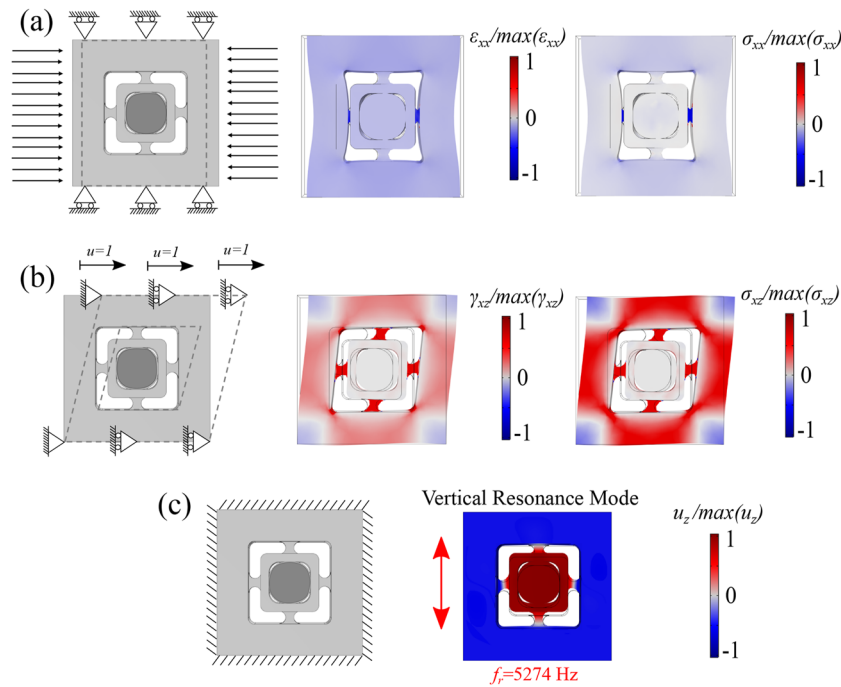 (a)
εxx/max(εxx)
1
0
-1
σxx/max(σxx)
1
0
-1
(b)
u=1
u=1
u=1
γxz/max(γxz)
1
0
-1
σxz/max(σxz)
1
0
-1
(c)
Vertical Resonance Mode
fr=5274 Hz
uz/max(uz)
1
0
-1